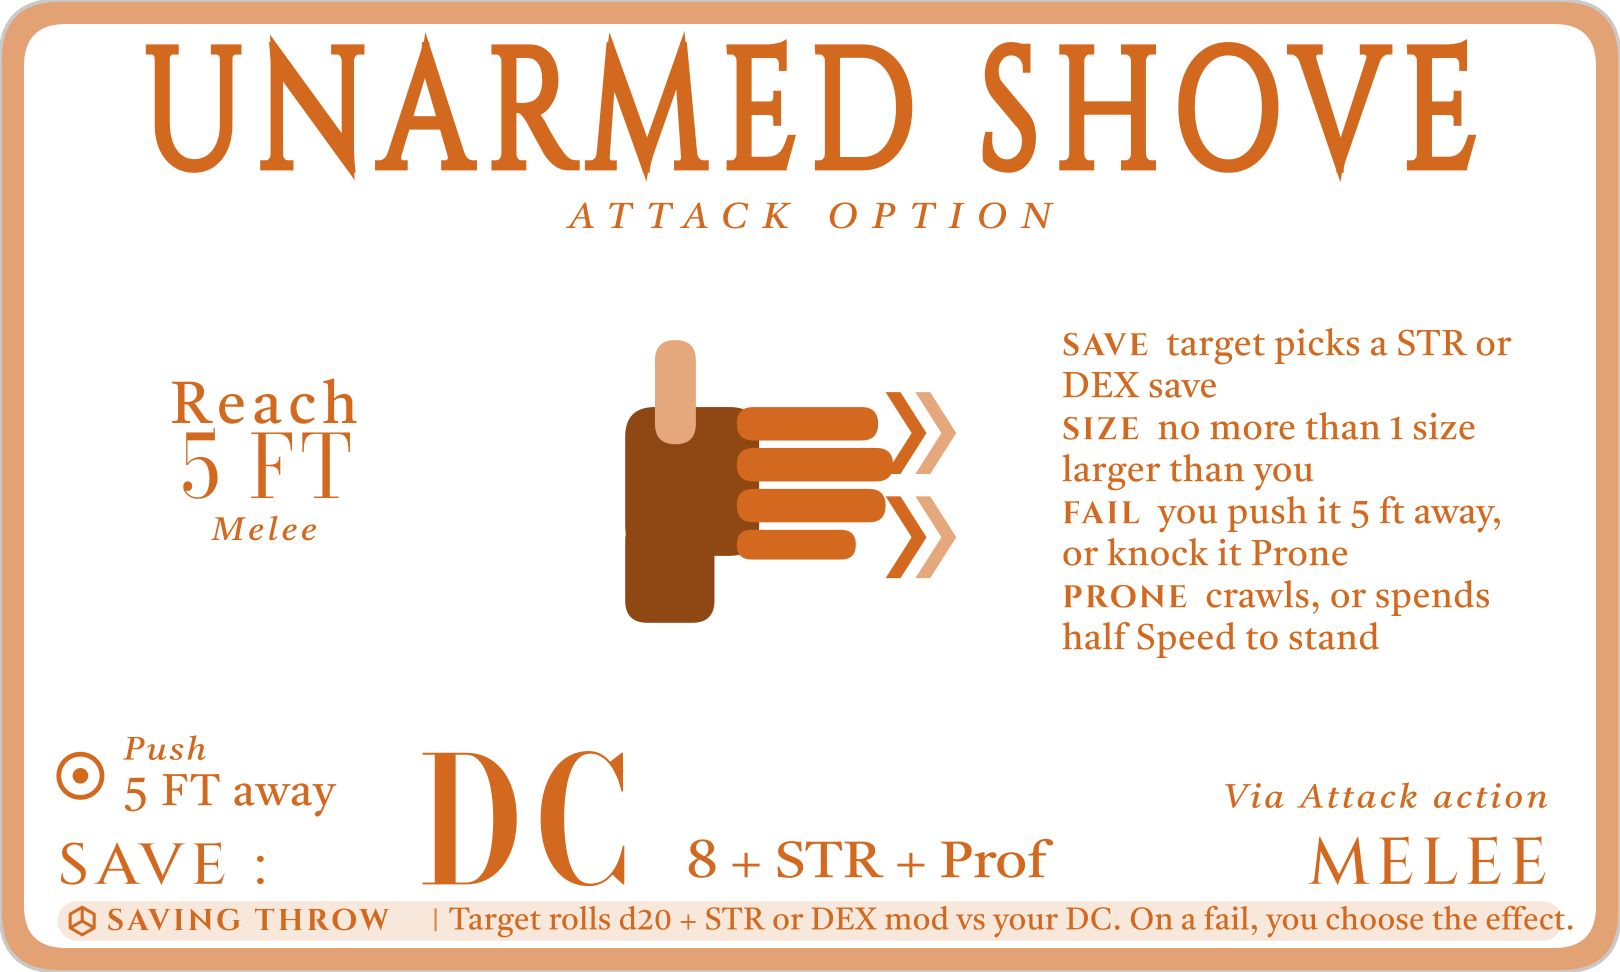 UNARMED SHOVE
ATTACK OPTION
Reach
5 FT
Melee
SAVE target picks a STR or
DEX save
SIZE no more than 1 size
larger than you
FAIL you push it 5 ft away,
or knock it Prone
PRONE crawls, or spends
half Speed to stand
Push
5 FT away
SAVE :
DC
8 + STR + Prof
Via Attack action
MELEE
SAVING THROW | Target rolls d20 + STR or DEX mod vs your DC. On a fail, you choose the effect.